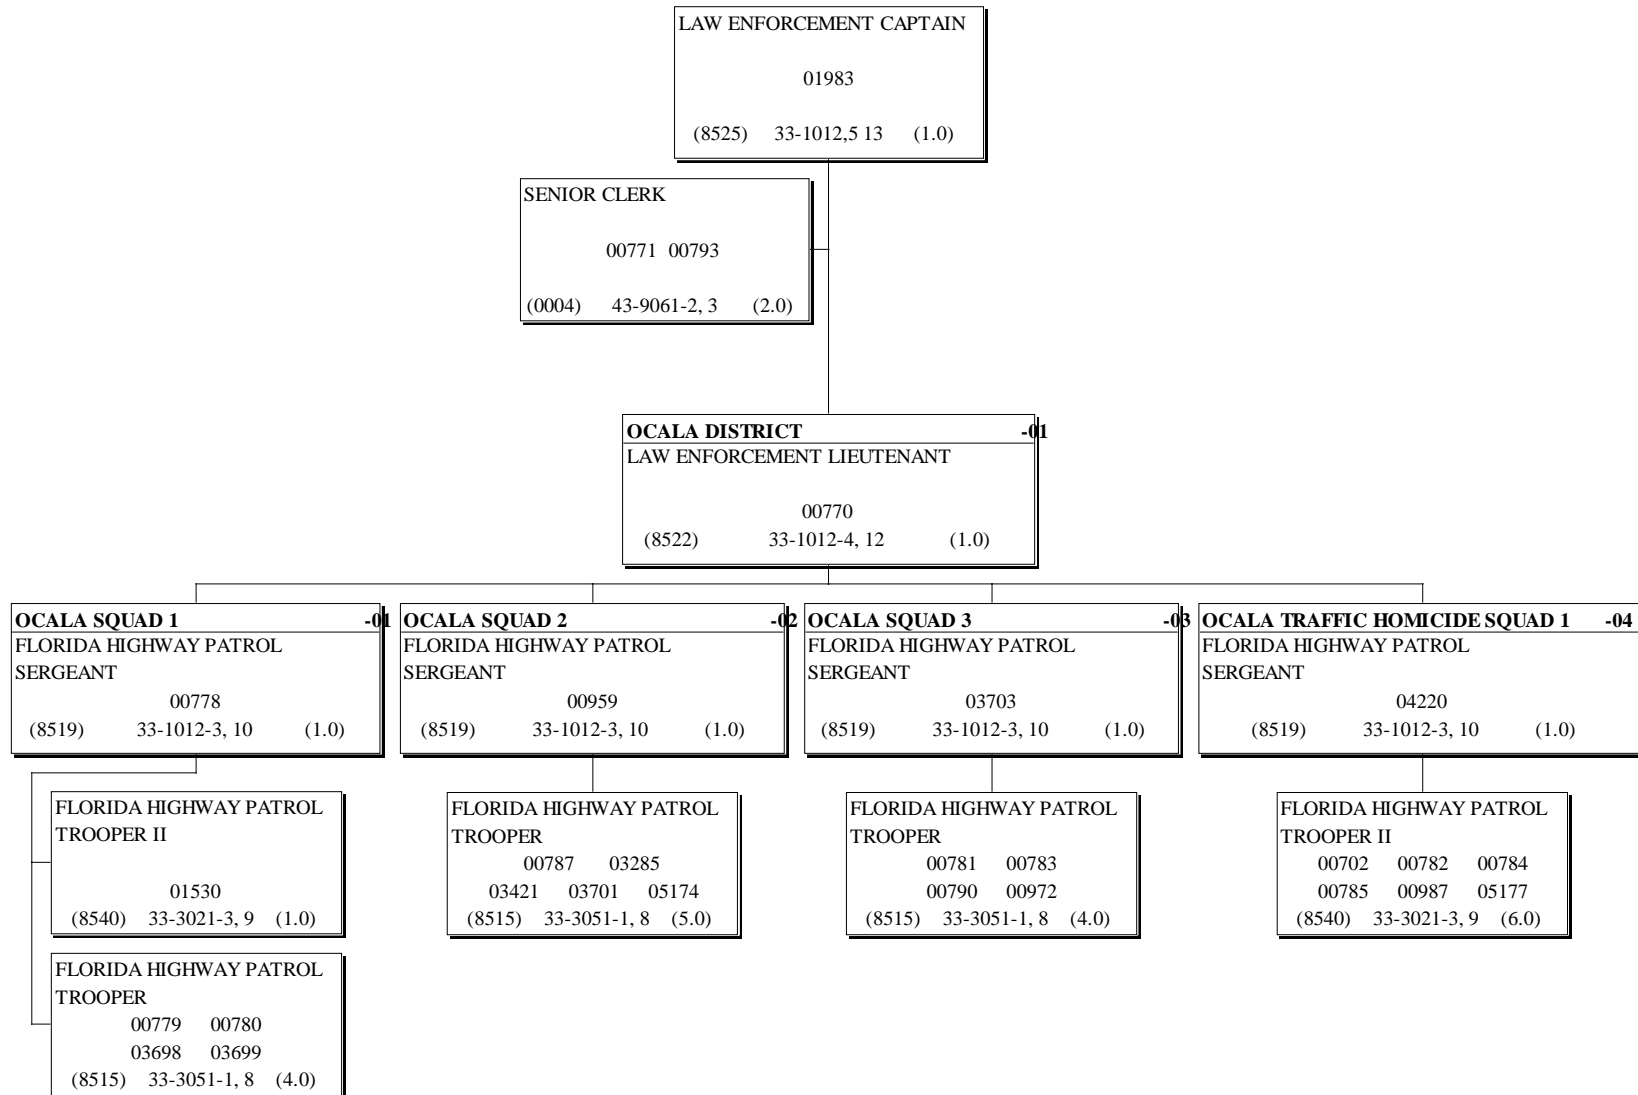 LAW ENFORCEMENT CAPTAIN
01983
(8525) 33-1012,5 13 (1.0)
SENIOR CLERK
00771 00793
(0004) 43-9061-2, 3 (2.0)
OCALA DISTRICT -01
LAW ENFORCEMENT LIEUTENANT
00770
(8522) 33-1012-4, 12 (1.0)
OCALA SQUAD 1 -01
FLORIDA HIGHWAY PATROL
SERGEANT
00778
(8519) 33-1012-3, 10 (1.0)
OCALA SQUAD 2 -02
FLORIDA HIGHWAY PATROL
SERGEANT
00959
(8519) 33-1012-3, 10 (1.0)
OCALA SQUAD 3 -03
FLORIDA HIGHWAY PATROL
SERGEANT
03703
(8519) 33-1012-3, 10 (1.0)
OCALA TRAFFIC HOMICIDE SQUAD 1 -04
FLORIDA HIGHWAY PATROL
SERGEANT
04220
(8519) 33-1012-3, 10 (1.0)
FLORIDA HIGHWAY PATROL
TROOPER II
01530
(8540) 33-3021-3, 9 (1.0)
FLORIDA HIGHWAY PATROL
TROOPER
00779 00780
03698 03699
(8515) 33-3051-1, 8 (4.0)
FLORIDA HIGHWAY PATROL
TROOPER
00787 03285
03421 03701 05174
(8515) 33-3051-1, 8 (5.0)
FLORIDA HIGHWAY PATROL
TROOPER
00781 00783
00790 00972
(8515) 33-3051-1, 8 (4.0)
FLORIDA HIGHWAY PATROL
TROOPER II
00702 00782 00784
00785 00987 05177
(8540) 33-3021-3, 9 (6.0)